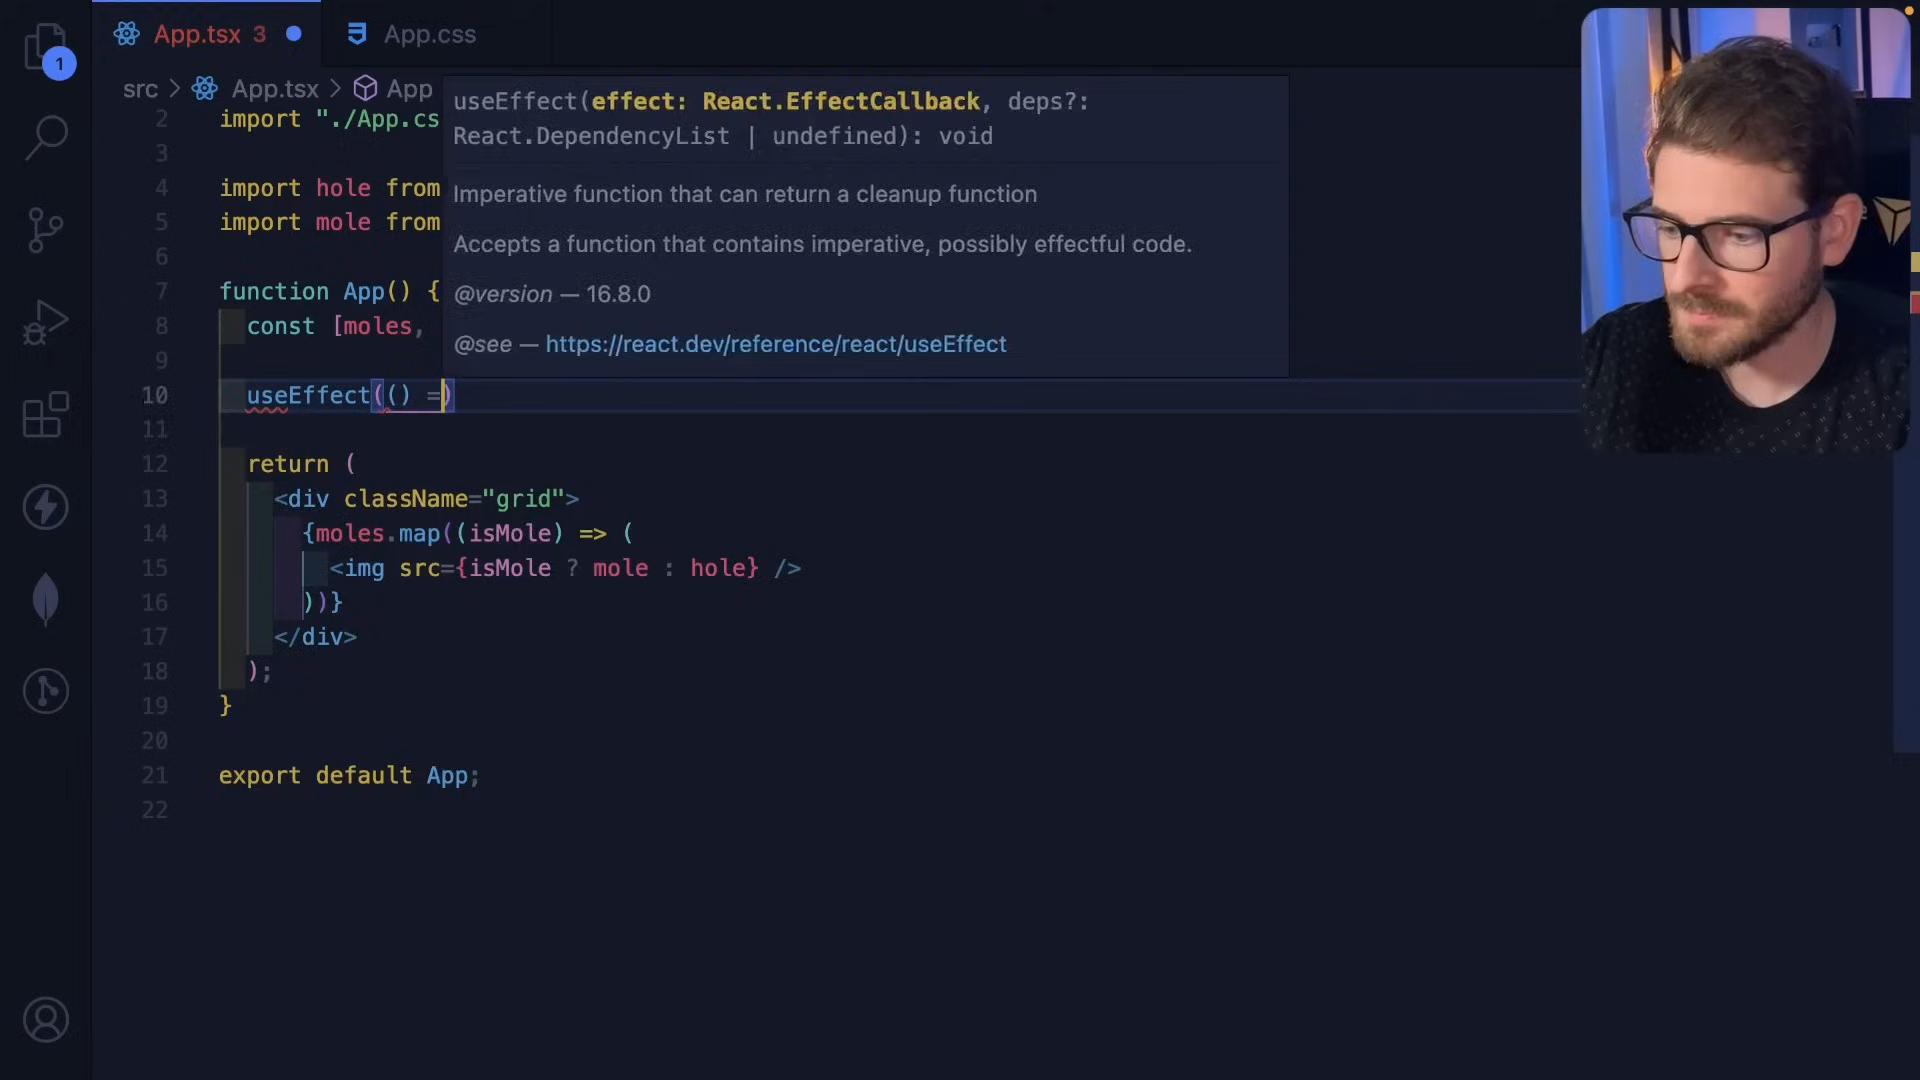 App.tsx 3
App.css
1
src > App.tsx > App
useEffect(effect: React.EffectCallback, deps?:
React.DependencyList | undefined): void
Imperative function that can return a cleanup function
Accepts a function that contains imperative, possibly effectful code.
@version — 16.8.0
@see — https://react.dev/reference/react/useEffect
2 import "./App.cs
3
4 import hole from
5 import mole from
6
7 function App() {
8 const [moles,
9
10 useEffect(() =)
11
12 return (
13 <div className="grid">
14 {moles.map((isMole) => (
15 <img src={isMole ? mole : hole} />
16 ))}
17 </div>
18 );
19 }
20
21 export default App;
22